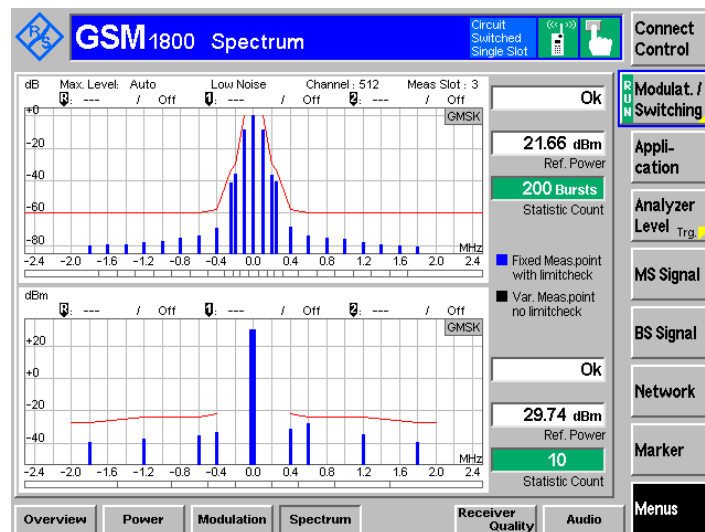 R&S
GSM1800 Spectrum
Circuit
Switched
Single Slot
Connect
Control
dB Max. Level: Auto Low Noise Channel : 512 Meas Slot : 3
R: --- / Off 1: --- / Off 2: --- / Off
GMSK
+0
-20
-40
-60
-80
MHz
-2.4 -2.0 -1.6 -1.2 -0.8 -0.4 0.0 0.4 0.8 1.2 1.6 2.0 2.4
Ok
21.66 dBm
Ref. Power
200 Bursts
Statistic Count
Fixed Meas.point
with limitcheck
Var. Meas.point
no limitcheck
dBm
R: --- / Off 1: --- / Off 2: --- / Off
GMSK
+20
+0
-20
-40
MHz
-2.4 -2.0 -1.6 -1.2 -0.8 -0.4 0.0 0.4 0.8 1.2 1.6 2.0 2.4
Ok
29.74 dBm
Ref. Power
10
Statistic Count
RUN
Modulat. /
Switching
Appli-
cation
Analyzer
Level Trg.
MS Signal
BS Signal
Network
Marker
Menus
Overview Power Modulation Spectrum Receiver
Quality Audio